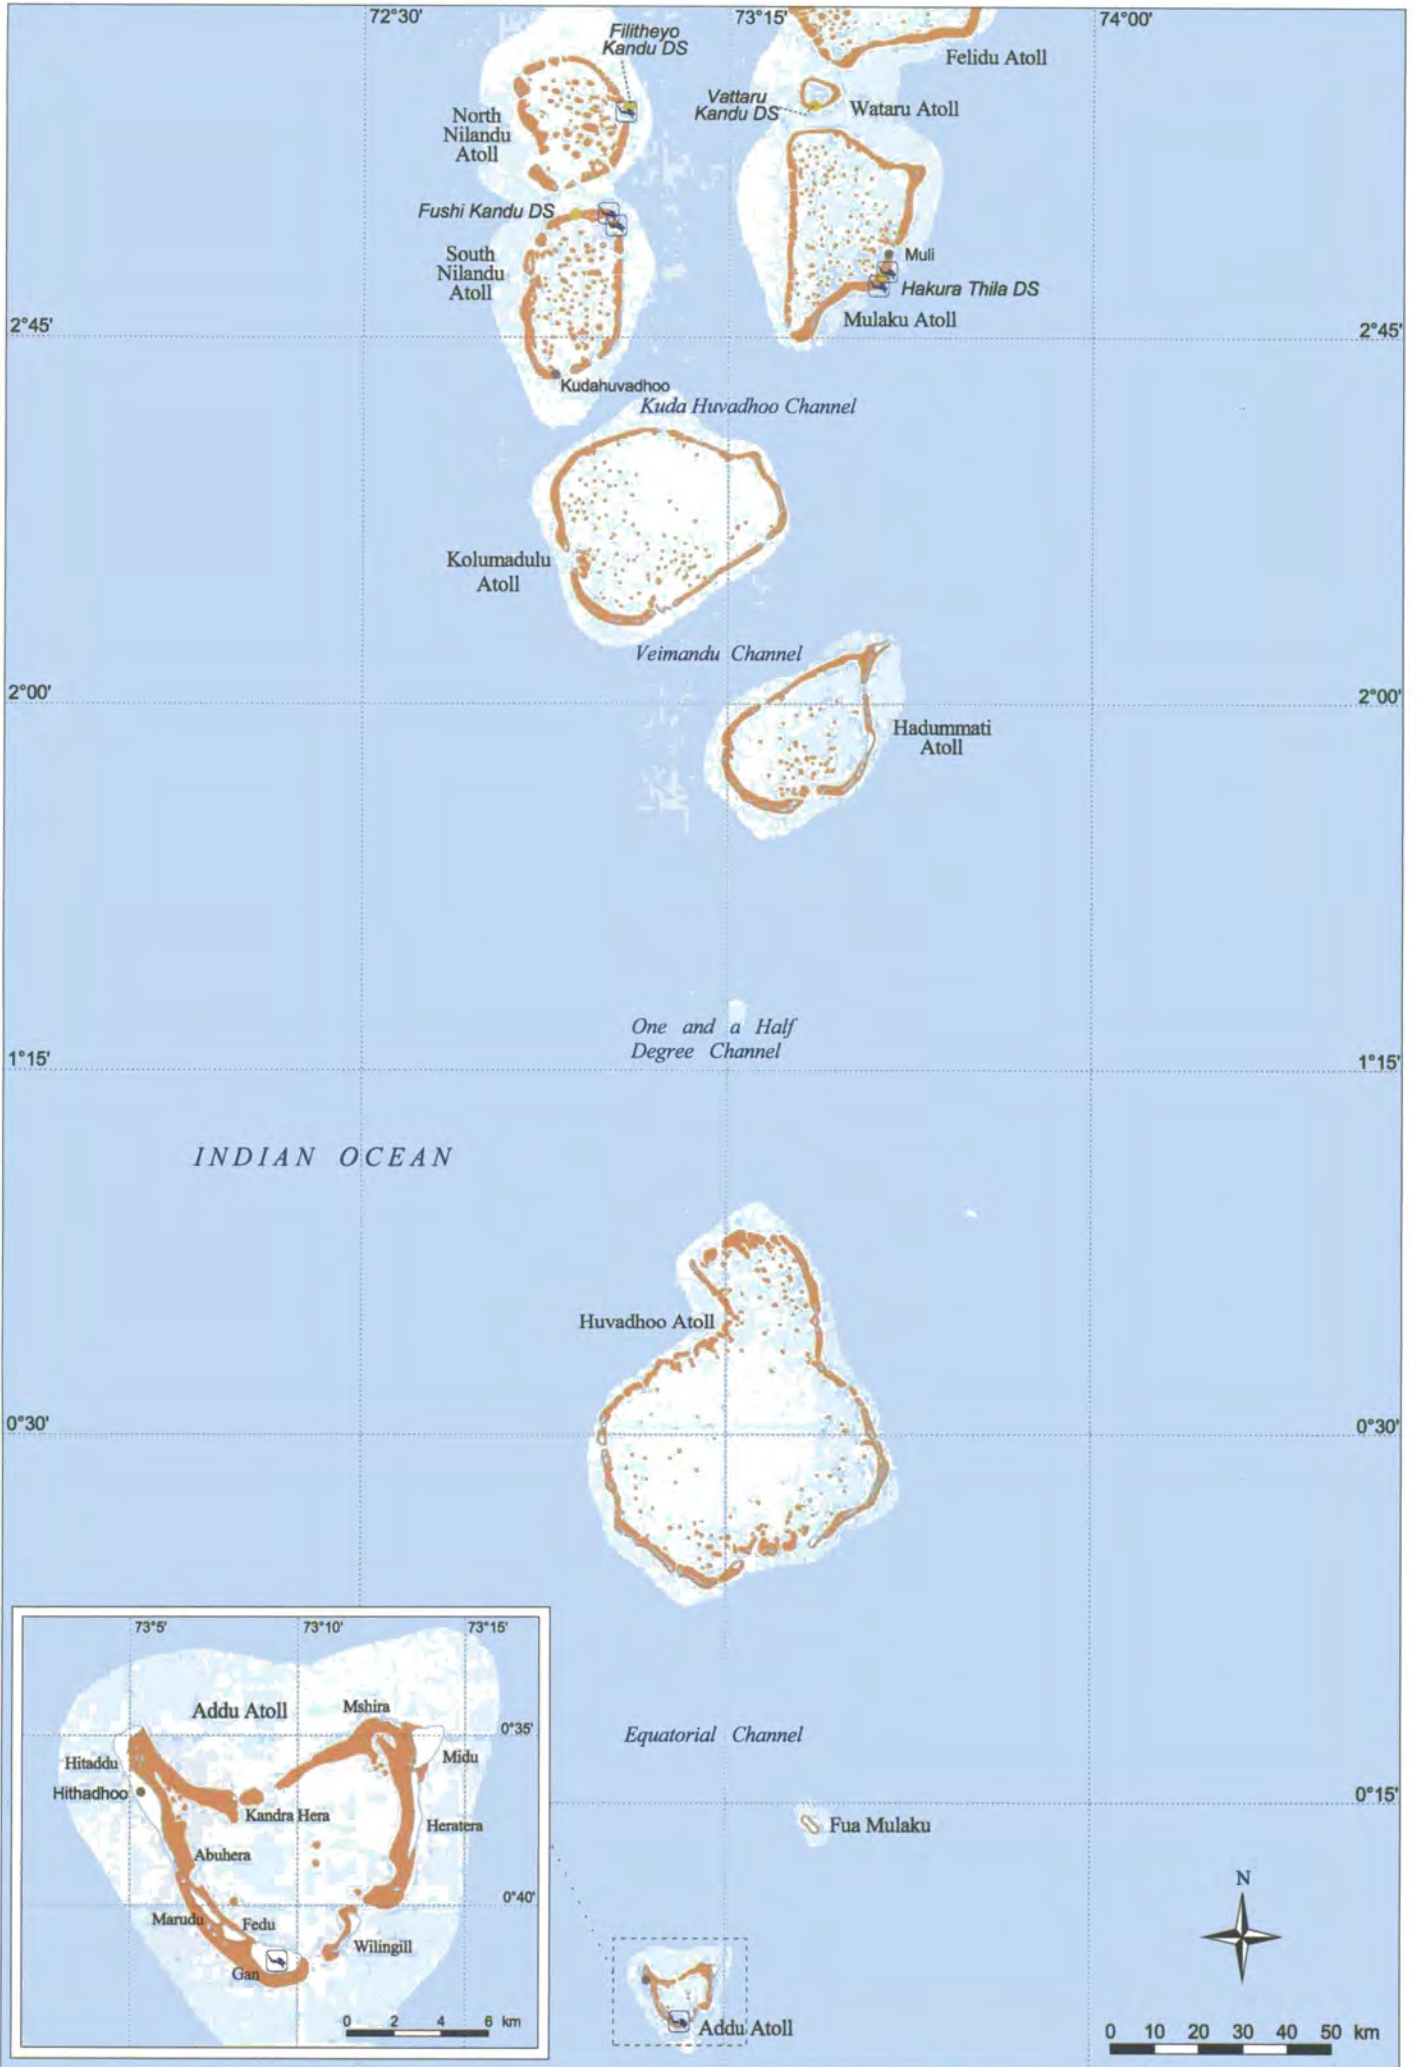 72°30'
73°15'
74°00'
Filitheyo
Kandu DS
Felidu Atoll
North
Nilandu
Atoll
Vattaru
Kandu DS
Wataru Atoll
Fushi Kandu DS
South
Nilandu
Atoll
Muli
Hakura Thila DS
Mulaku Atoll
2°45'
2°45'
Kudahuvadhoo
Kuda Huvadhoo Channel
Kolumadulu
Atoll
Veimandu Channel
2°00'
2°00'
Hadummati
Atoll
One and a Half
Degree Channel
1°15'
1°15'
INDIAN OCEAN
Huvadhoo Atoll
0°30'
0°30'
73°5'
73°10'
73°15'
Addu Atoll
Mshira
0°35'
Hitaddu
Midu
Hithadhoo
Kandra Hera
Heratera
Abuhera
0°40'
Marudu
Fedu
Wilingill
Gan
0 2 4 6 km
Equatorial Channel
0°15'
Fua Mulaku
N
Addu Atoll
0 10 20 30 40 50 km